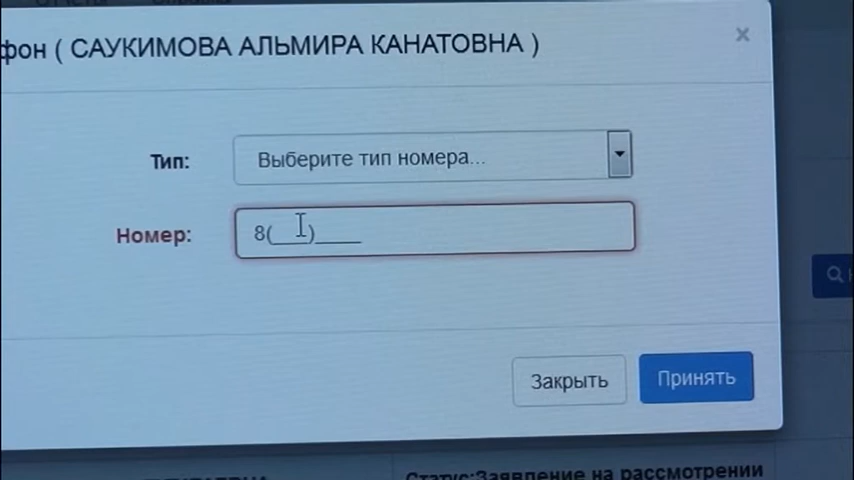 фон ( САУКИМОВА АЛЬМИРА КАНАТОВНА )
×
Тип:
Выберите тип номера...
Номер:
8(___)____
Закрыть
Принять
Статус:Заявление на рассмотрении